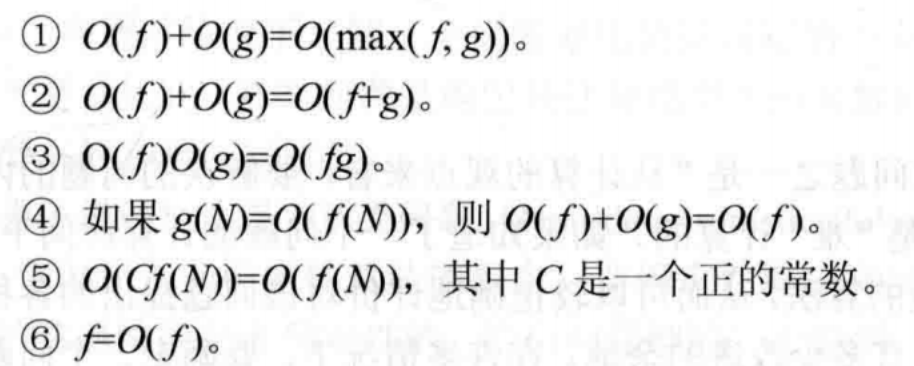 ① O(f)+O(g)=O(max(f, g))。
② O(f)+O(g)=O(f+g)。
③ O(f)O(g)=O(fg)。
④ 如果 g(N)=O(f(N)),则 O(f)+O(g)=O(f)。
⑤ O(Cf(N))=O(f(N)),其中 C 是一个正的常数。
⑥ f=O(f)。